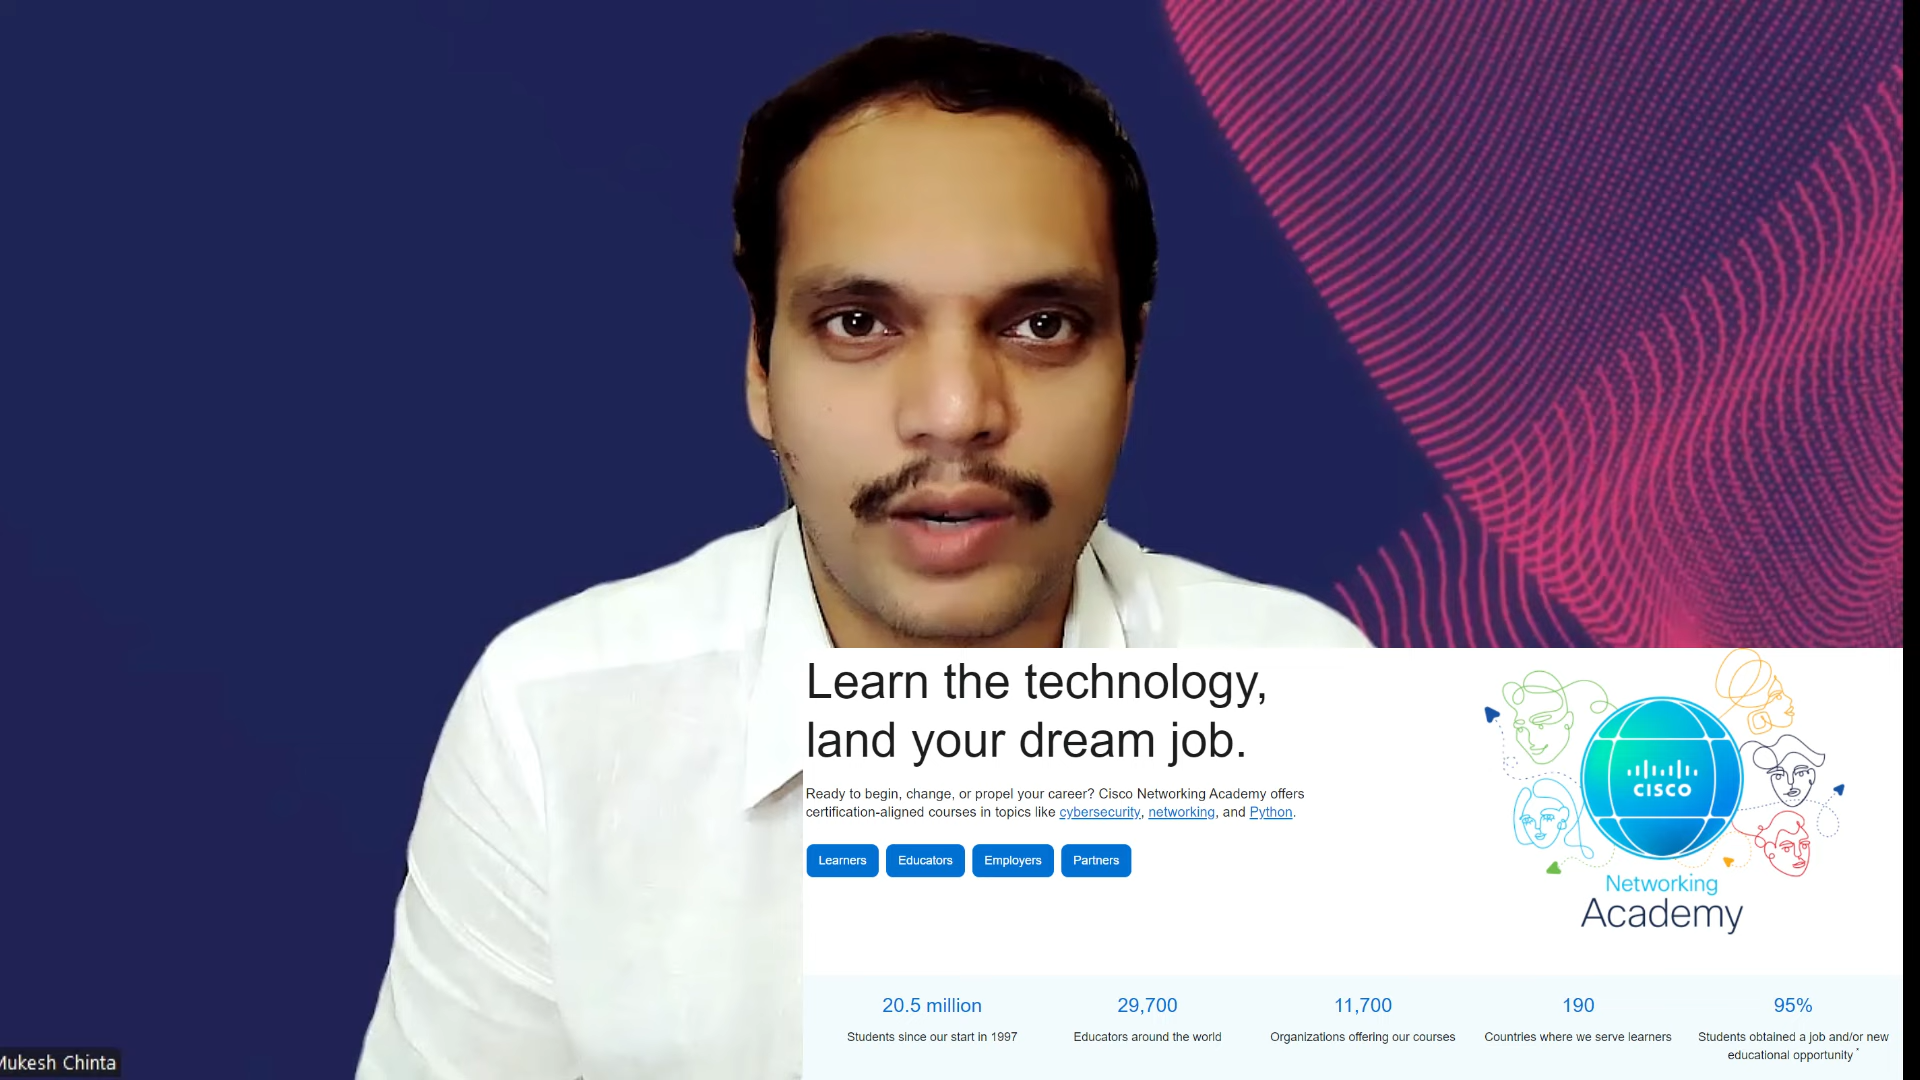 Learn the technology,
land your dream job.
Ready to begin, change, or propel your career? Cisco Networking Academy offers
certification-aligned courses in topics like cybersecurity, networking, and Python.
Learners Educators Employers Partners
CISCO
Networking
Academy
20.5 million
Students since our start in 1997
29,700
Educators around the world
11,700
Organizations offering our courses
190
Countries where we serve learners
95%
Students obtained a job and/or new
educational opportunity *
Mukesh Chinta